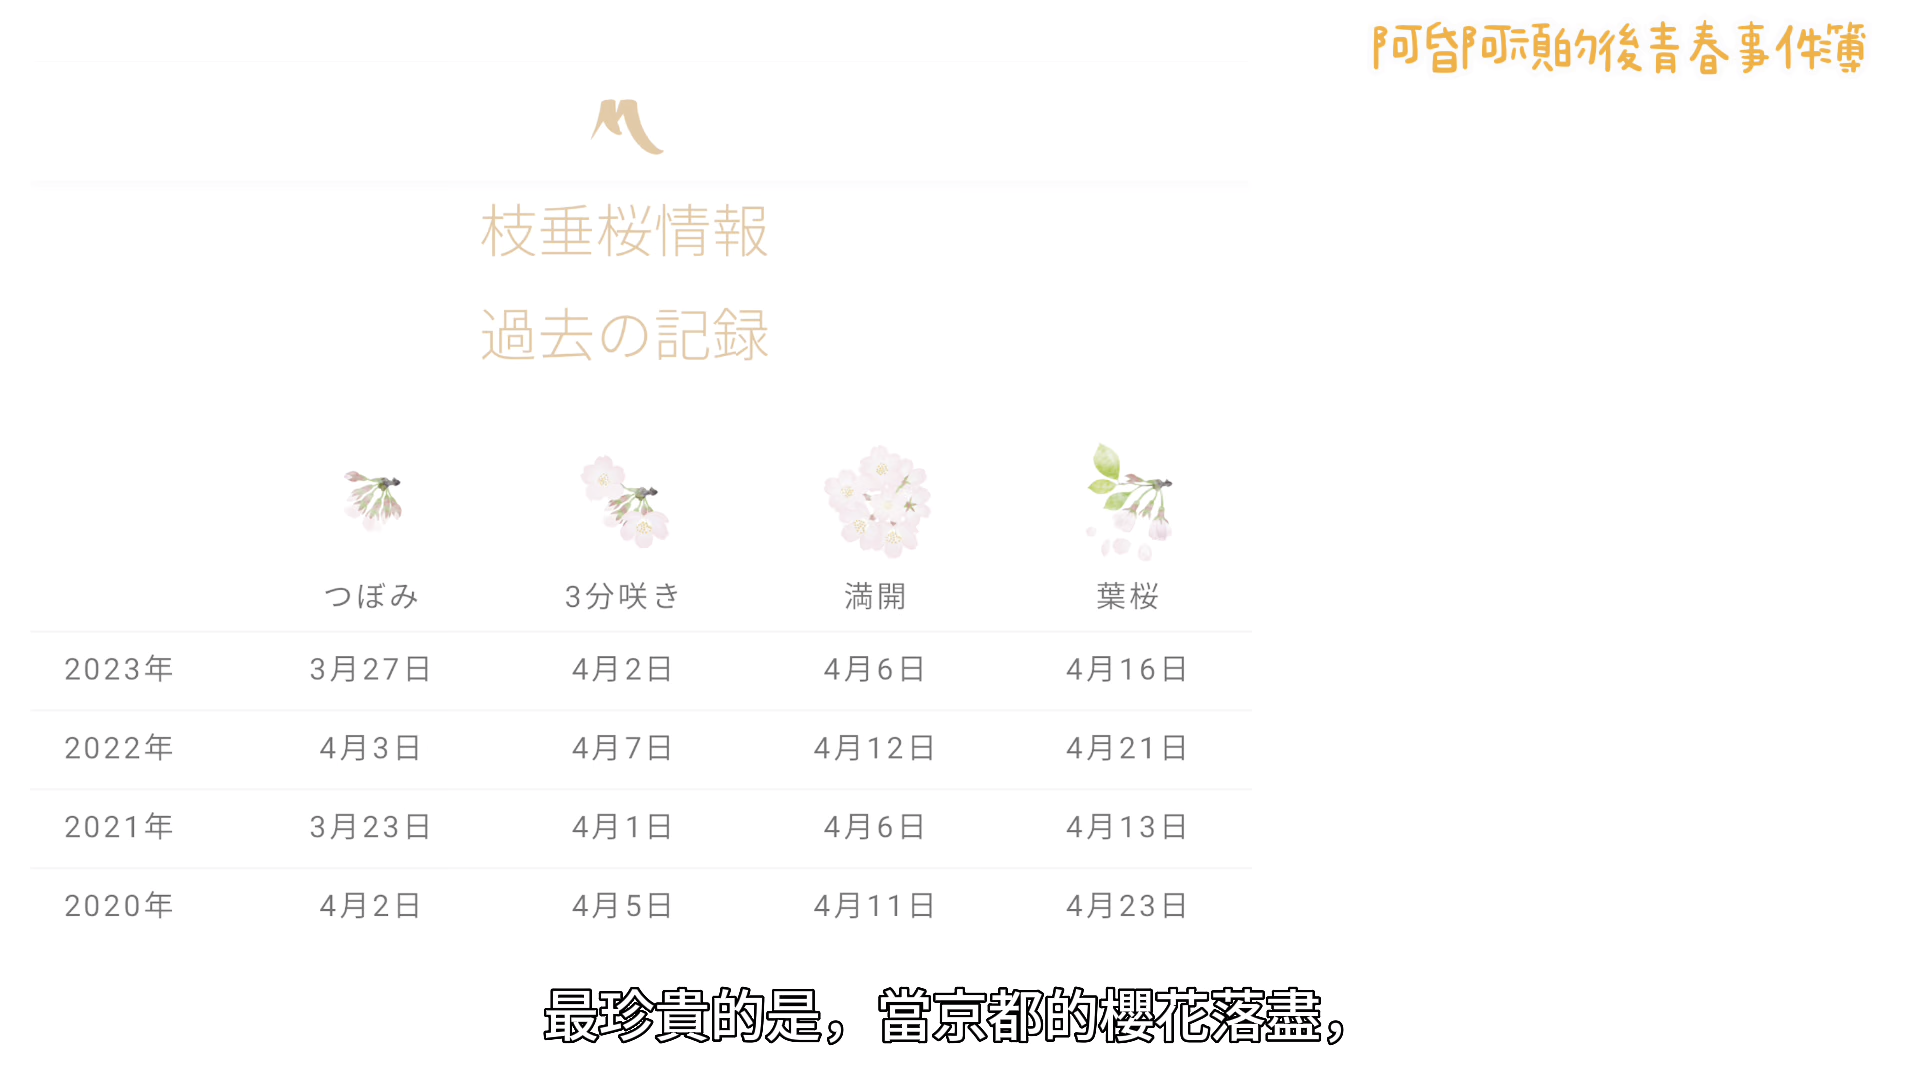 阿昏阿示頭的後青春事件簿
枝垂桜情報
過去の記録
つぼみ 3分咲き 満開 葉桜
2023年 3月27日 4月2日 4月6日 4月16日
2022年 4月3日 4月7日 4月12日 4月21日
2021年 3月23日 4月1日 4月6日 4月13日
2020年 4月2日 4月5日 4月11日 4月23日
最珍貴的是，當京都的櫻花落盡，